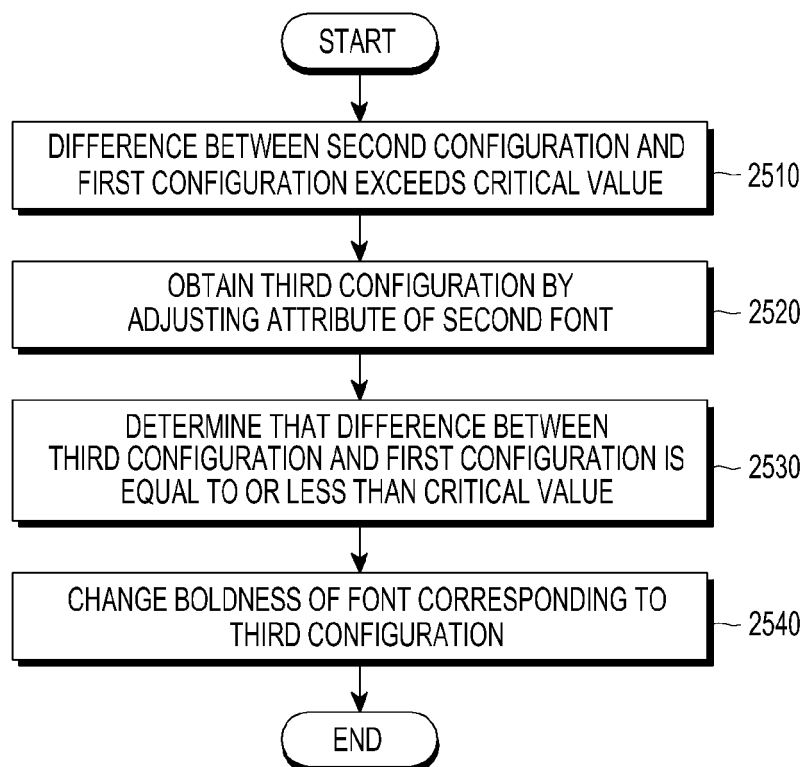 START
DIFFERENCE BETWEEN SECOND CONFIGURATION AND
FIRST CONFIGURATION EXCEEDS CRITICAL VALUE
2510
OBTAIN THIRD CONFIGURATION BY
ADJUSTING ATTRIBUTE OF SECOND FONT
2520
DETERMINE THAT DIFFERENCE BETWEEN
THIRD CONFIGURATION AND FIRST CONFIGURATION IS
EQUAL TO OR LESS THAN CRITICAL VALUE
2530
CHANGE BOLDNESS OF FONT CORRESPONDING TO
THIRD CONFIGURATION
2540
END